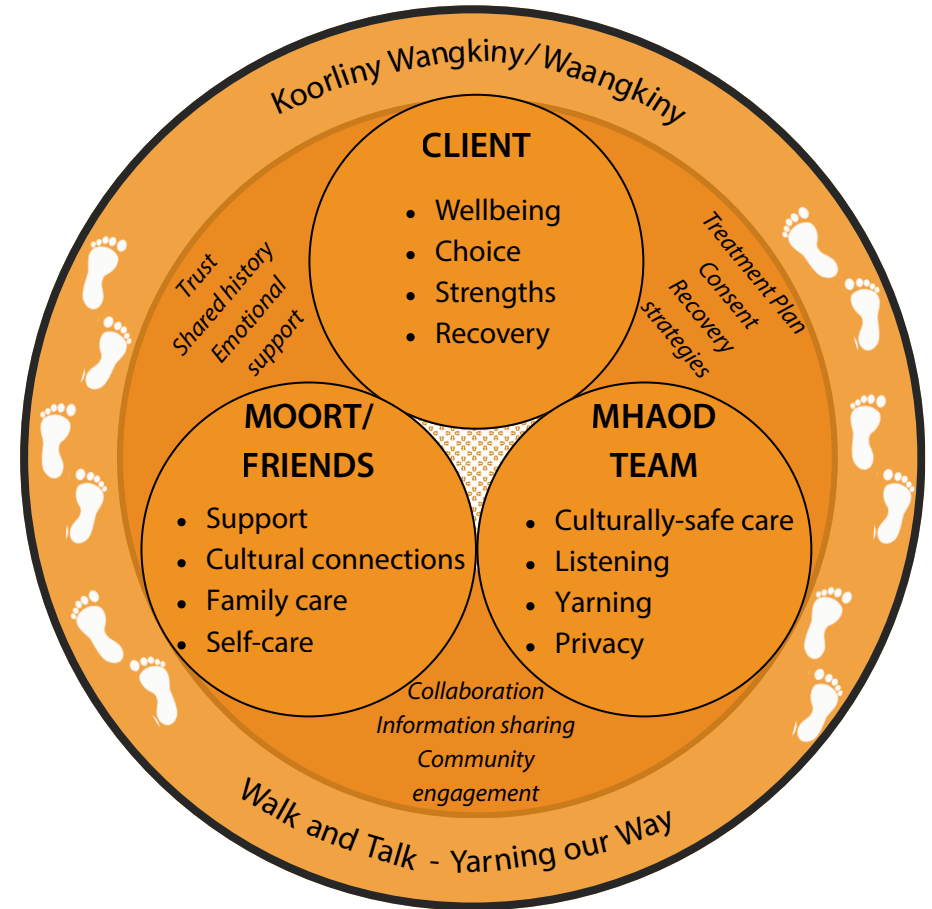 Koorliny Wangkiny/Waangkiny
CLIENT
• Wellbeing
• Choice
• Strengths
• Recovery
Trust
Shared history
Emotional
support
Treatment Plan
Consent
Recovery
strategies
MOORT/
FRIENDS
• Support
• Cultural connections
• Family care
• Self-care
MHAOD
TEAM
• Culturally-safe care
• Listening
• Yarning
• Privacy
Collaboration
Information sharing
Community
engagement
Walk and Talk - Yarning our Way